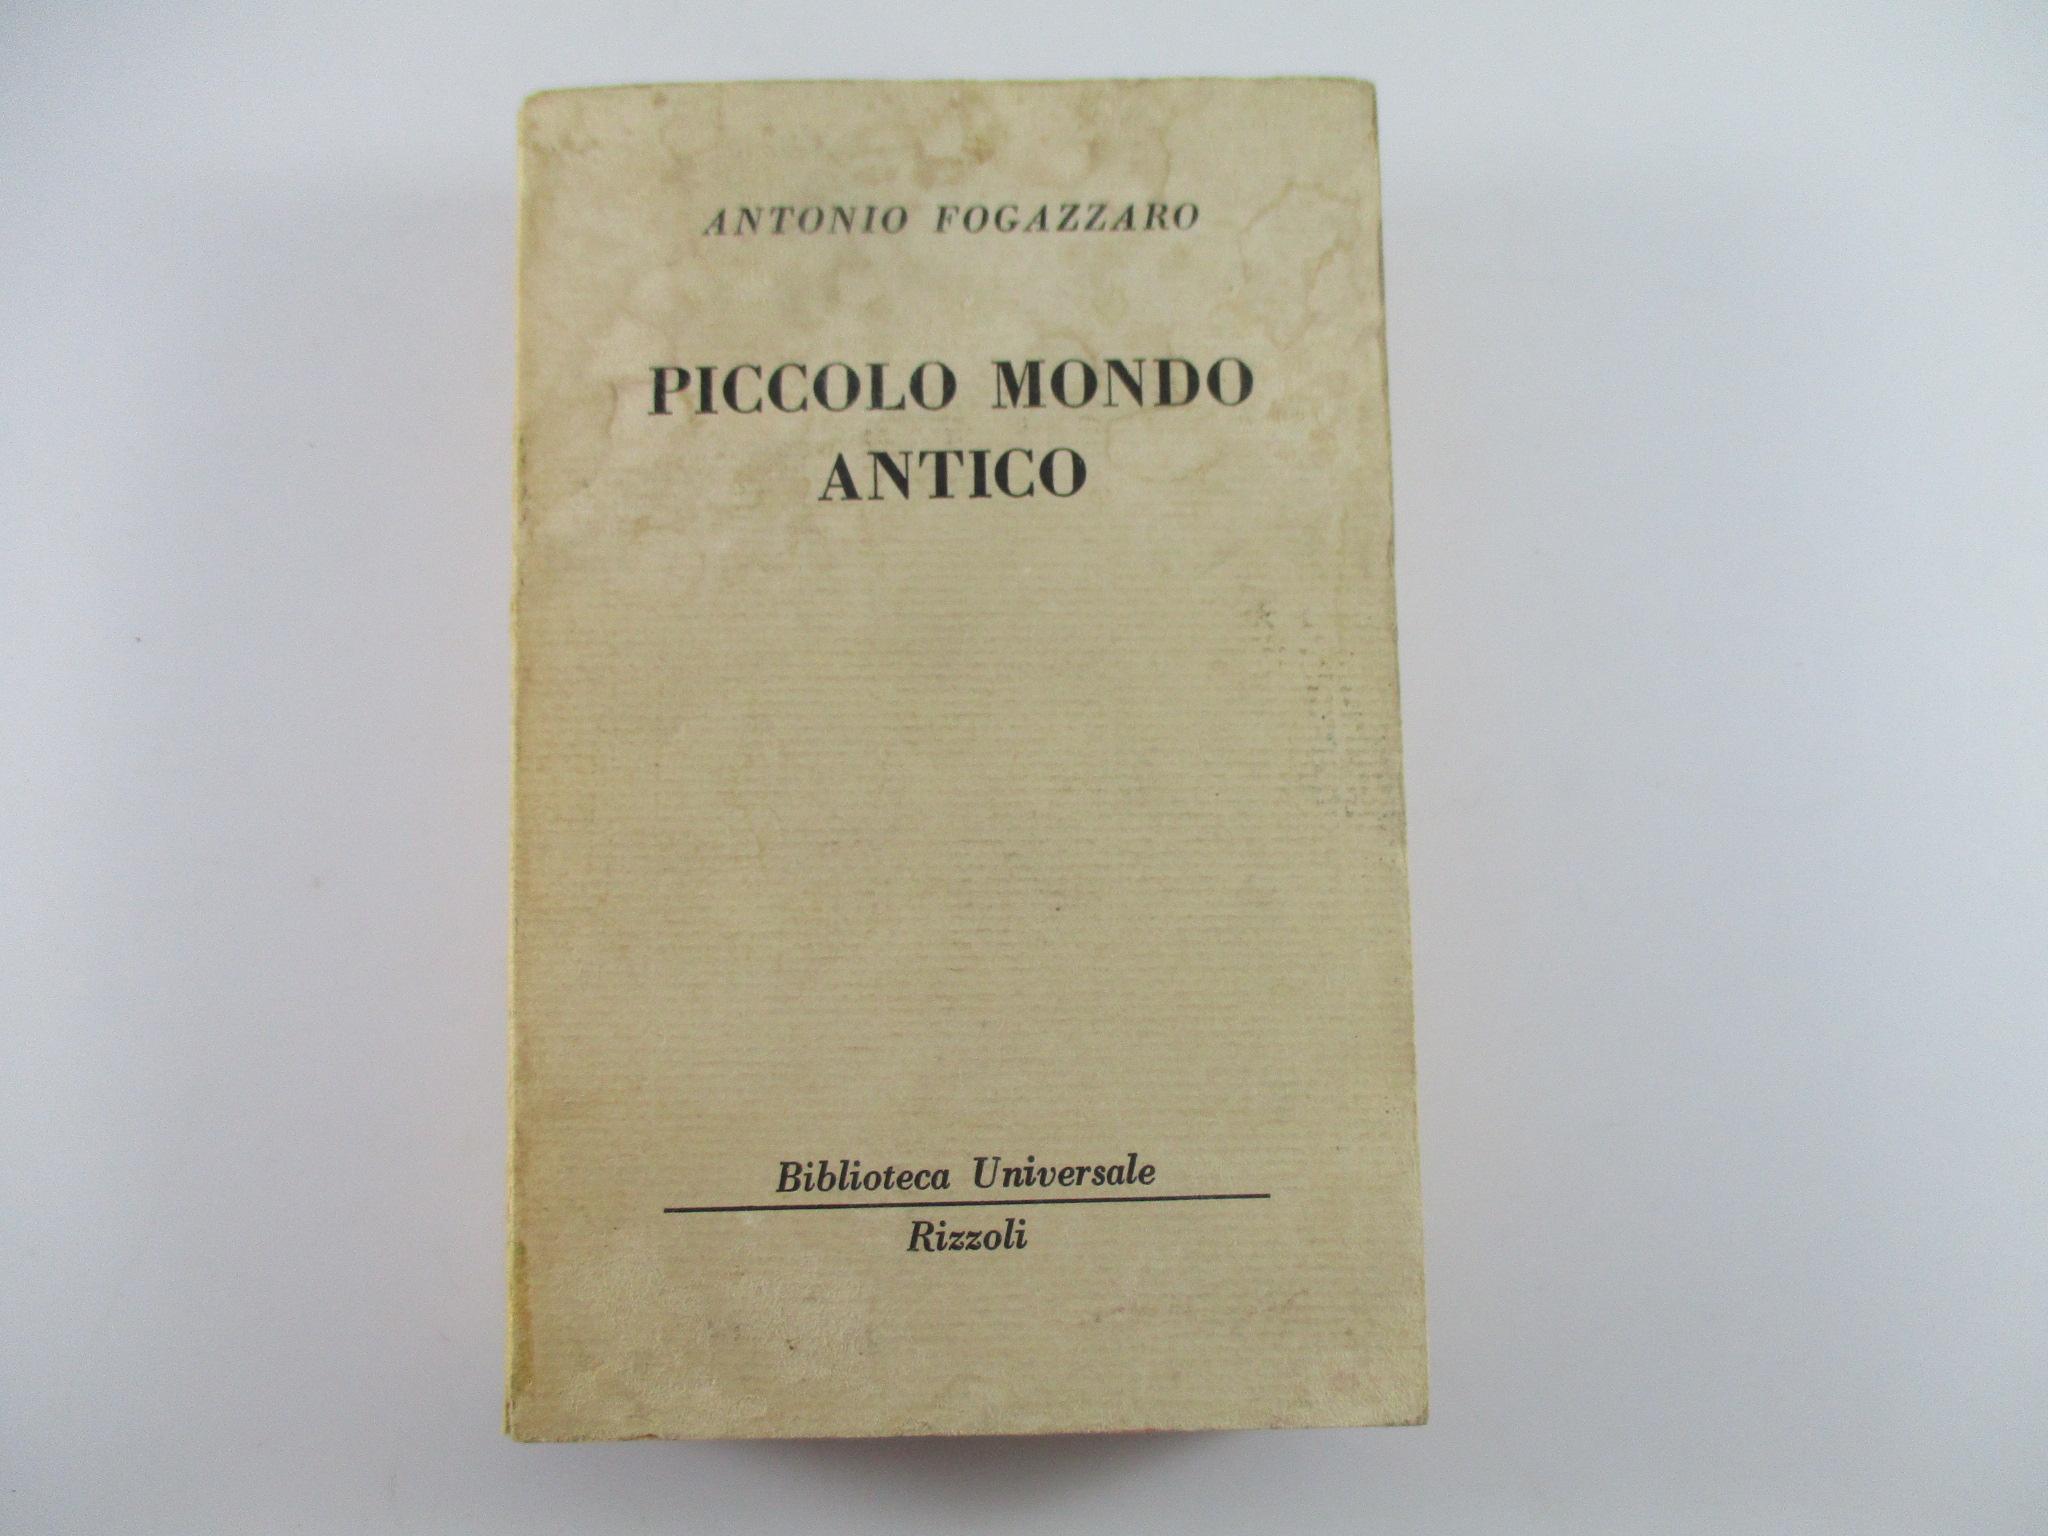 ANTONIO FOGAZZARO
PICCOLO MONDO
ANTICO
Biblioteca Universale
Rizzoli